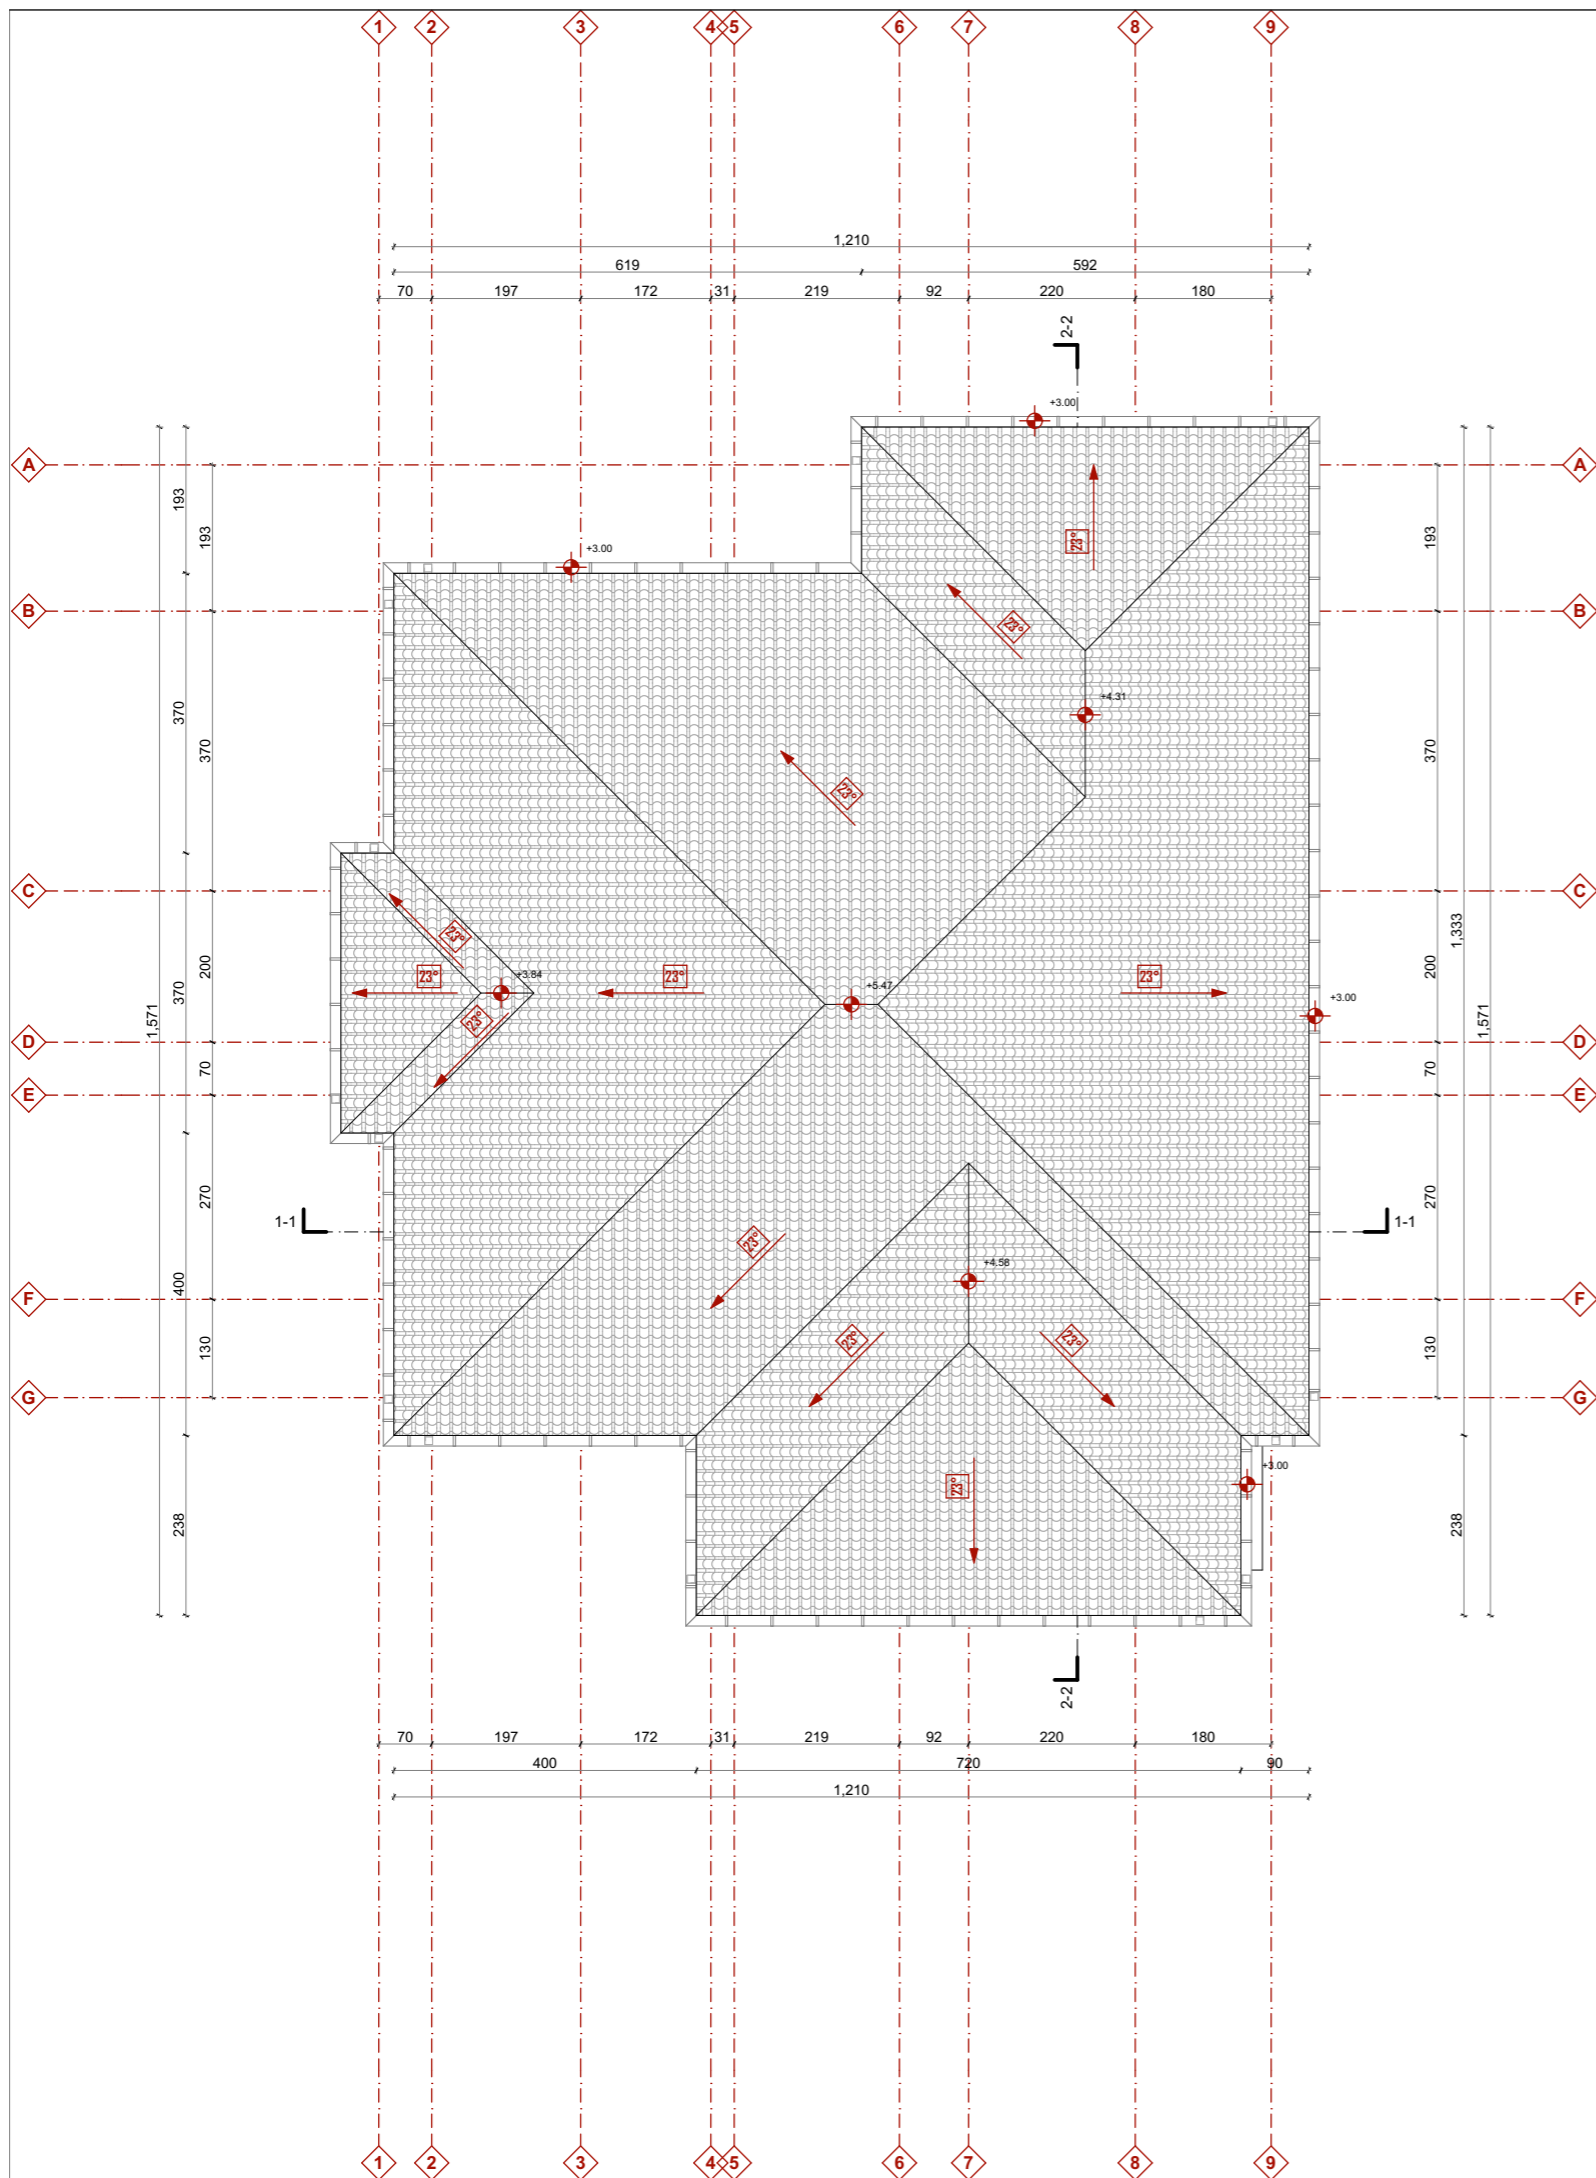 1 2 3 4 5 6 7 8 9
1,210
619 592
70 197 172 31 219 92 220 180
2-2
+3.00
A A
193 193 193
23°
+3.00
B B
23°
370 370 370
+4.31
23°
C C
1,333
23°
200 370 200
23° +3.84 23° 23°
+5.47 +3.00
1,571 1,571
23°
D D
70 70
E E
270 270
1-1 1-1
23°
+4.58
400
F F
23° 23°
130 130
G G
+3.00
23°
238 238
2-2
70 197 172 31 219 92 220 180
400 720 90
1,210
1 2 3 4 5 6 7 8 9